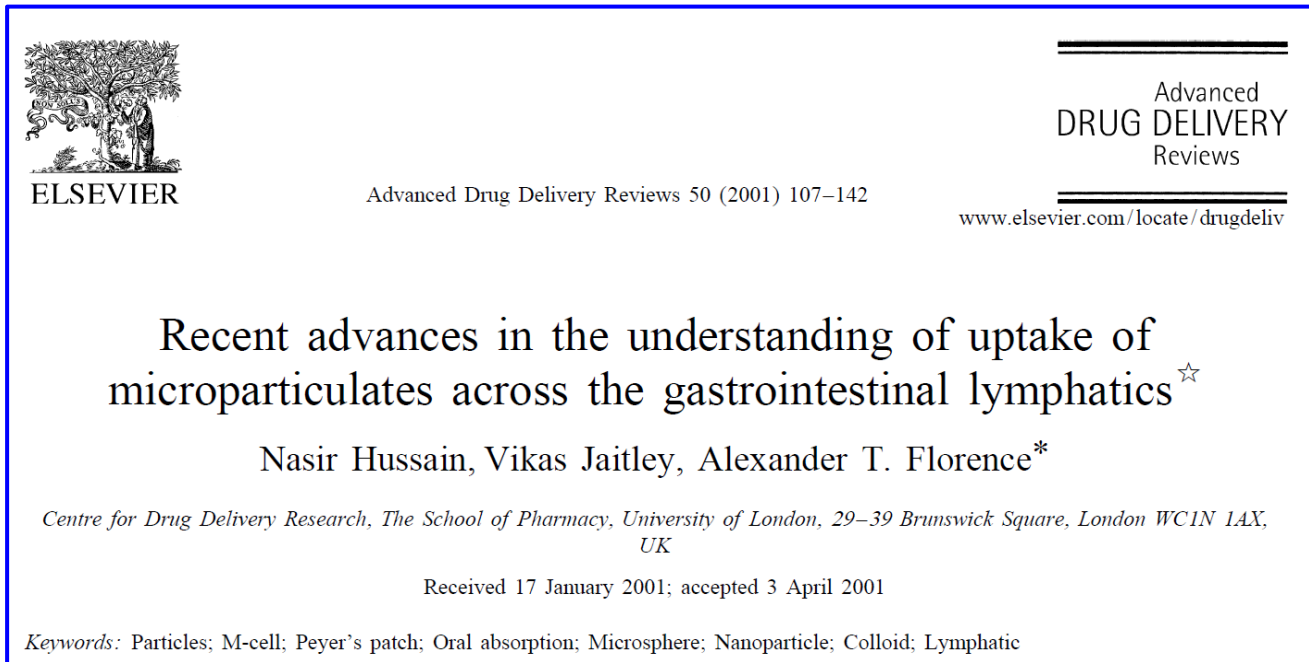 Advanced
DRUG DELIVERY
Reviews
ELSEVIER
Advanced Drug Delivery Reviews 50 (2001) 107–142
www.elsevier.com/locate/drugdeliv
Recent advances in the understanding of uptake of
microparticulates across the gastrointestinal lymphatics☆
Nasir Hussain, Vikas Jaitley, Alexander T. Florence*
Centre for Drug Delivery Research, The School of Pharmacy, University of London, 29–39 Brunswick Square, London WC1N 1AX,
UK
Received 17 January 2001; accepted 3 April 2001
Keywords: Particles; M-cell; Peyer's patch; Oral absorption; Microsphere; Nanoparticle; Colloid; Lymphatic